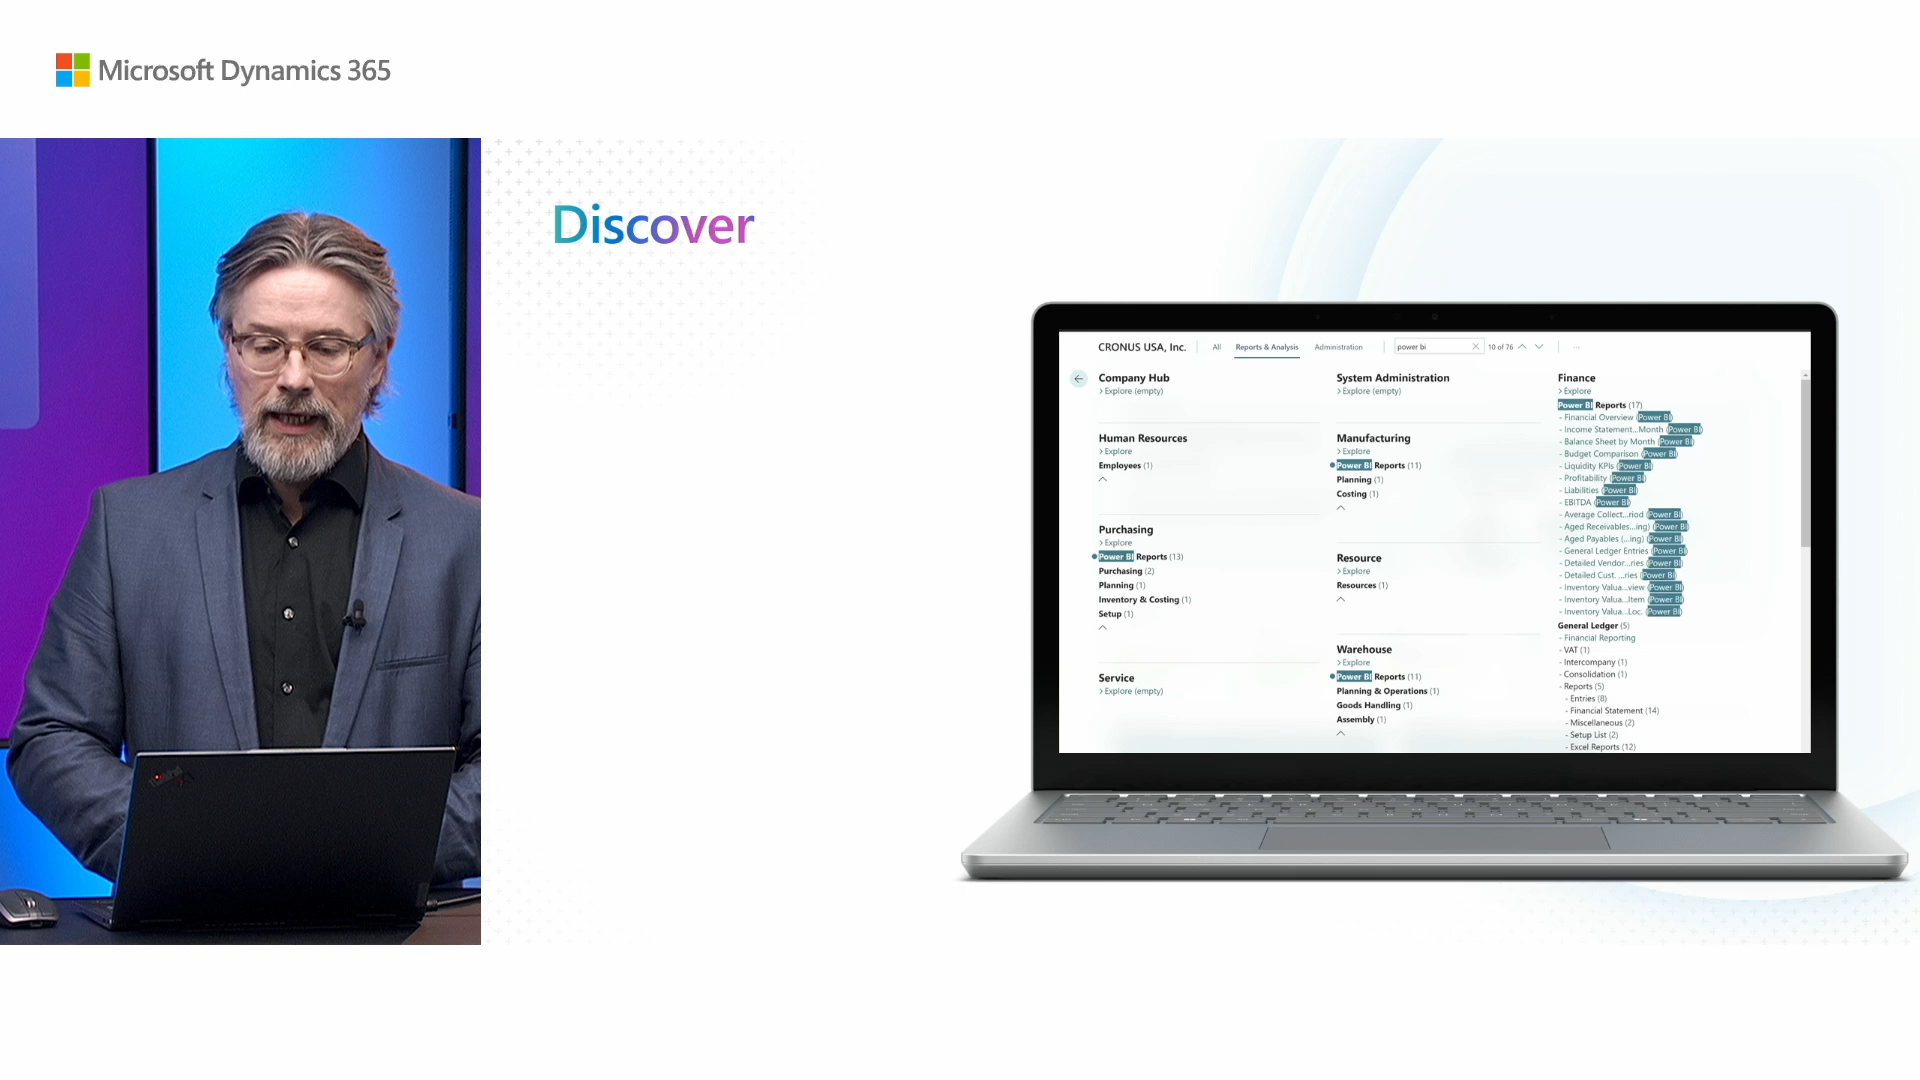 Microsoft Dynamics 365
Discover
CRONUS USA, Inc.
All
Reports & Analysis
Administration
power bi
10 of 76
Company Hub
> Explore (empty)
Human Resources
> Explore
Employees (1)
Purchasing
> Explore
Power BI Reports (13)
Purchasing (2)
Planning (1)
Inventory & Costing (1)
Setup (1)
Service
> Explore (empty)
System Administration
> Explore (empty)
Manufacturing
> Explore
Power BI Reports (11)
Planning (1)
Costing (1)
Resource
> Explore
Resources (1)
Warehouse
> Explore
Power BI Reports (11)
Planning & Operations (1)
Goods Handling (1)
Assembly (1)
Finance
> Explore
Power BI Reports (17)
- Financial Overview (Power BI)
- Income Statement...Month (Power BI)
- Balance Sheet by Month (Power BI)
- Budget Comparison (Power BI)
- Liquidity KPIs (Power BI)
- Profitability (Power BI)
- Liabilities (Power BI)
- EBITDA (Power BI)
- Average Collect...riod (Power BI)
- Aged Receivables...ing) (Power BI)
- Aged Payables (...ing) (Power BI)
- General Ledger Entries (Power BI)
- Detailed Vendor...ries (Power BI)
- Detailed Cust. ...ries (Power BI)
- Inventory Valua...view (Power BI)
- Inventory Valua...Item (Power BI)
- Inventory Valua...Loc. (Power BI)
General Ledger (5)
- Financial Reporting
- VAT (1)
- Intercompany (1)
- Consolidation (1)
- Reports (5)
- Entries (8)
- Financial Statement (14)
- Miscellaneous (2)
- Setup List (2)
- Excel Reports (12)